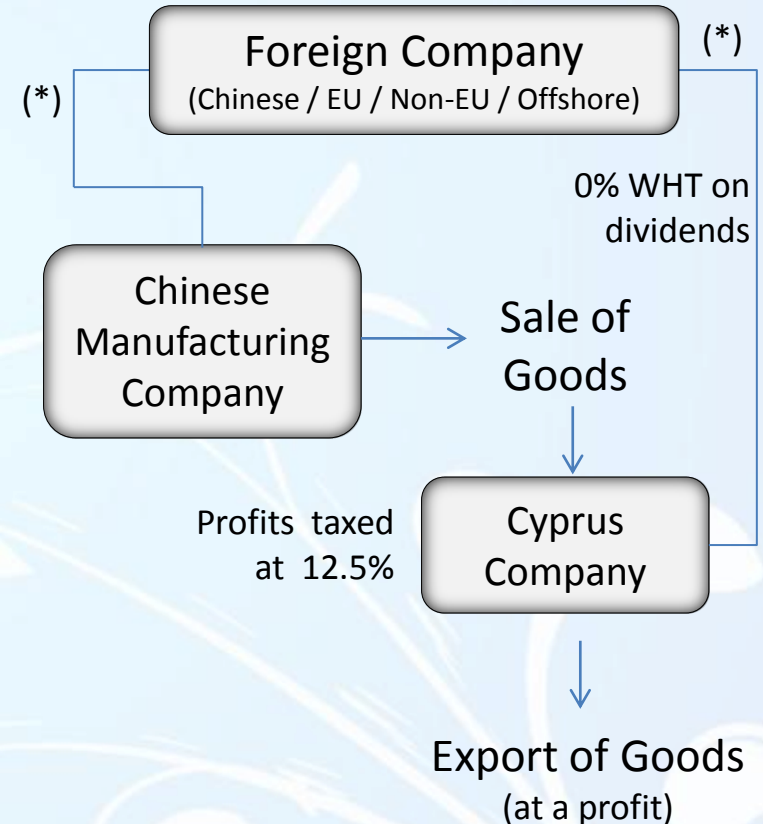 Foreign Company
(Chinese / EU / Non-EU / Offshore)
(*)
(*)
0% WHT on
dividends
Chinese
Manufacturing
Company
Sale of
Goods
Profits taxed
at 12.5%
Cyprus
Company
Export of Goods
(at a profit)